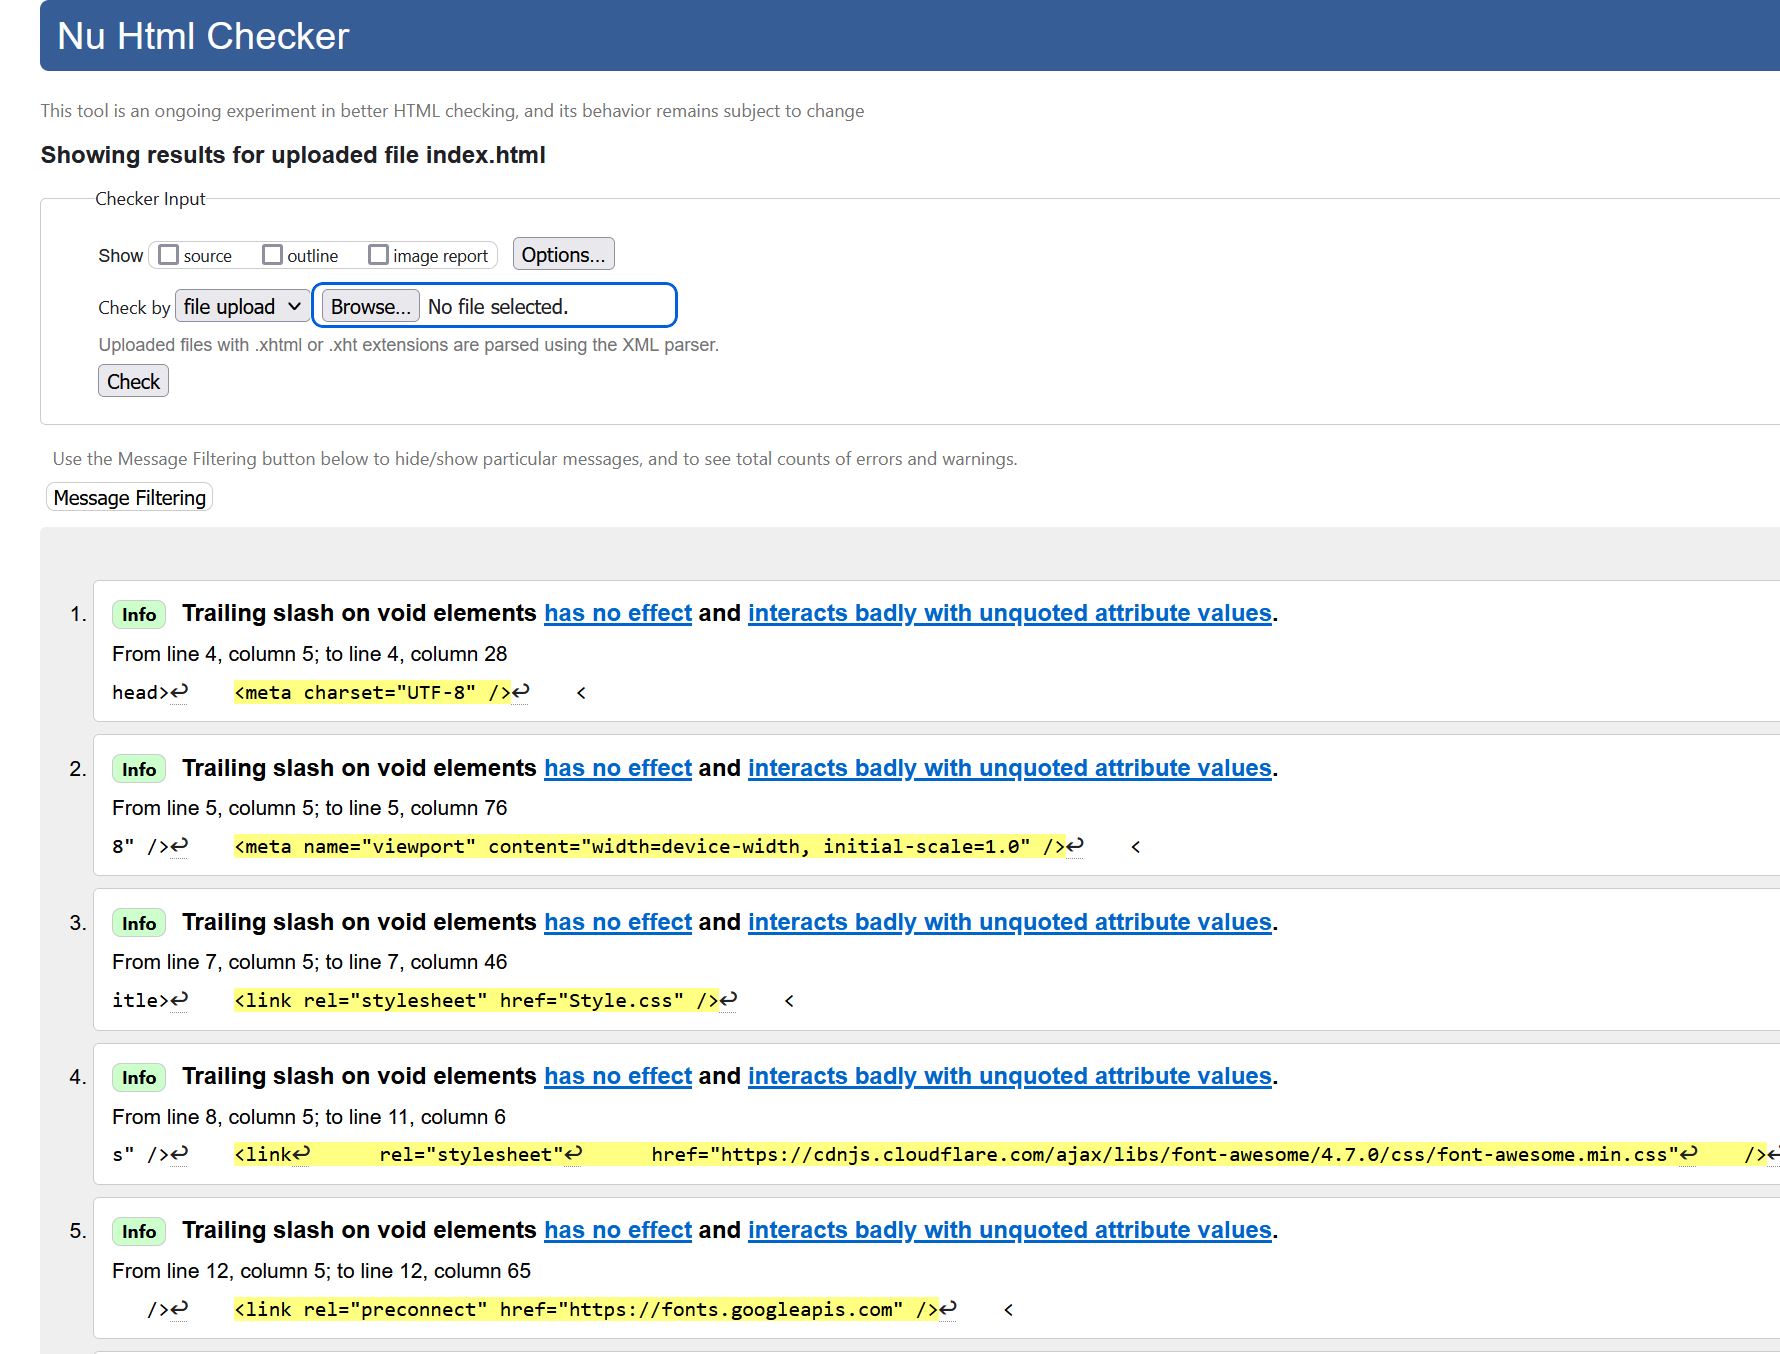 Nu Html Checker
This tool is an ongoing experiment in better HTML checking, and its behavior remains subject to change
Showing results for uploaded file index.html
Checker Input
Show source outline image report Options...
Check by file upload Browse... No file selected.
Uploaded files with .xhtml or .xht extensions are parsed using the XML parser.
Check
Use the Message Filtering button below to hide/show particular messages, and to see total counts of errors and warnings.
Message Filtering
1. Info Trailing slash on void elements has no effect and interacts badly with unquoted attribute values.
From line 4, column 5; to line 4, column 28
head>↩    <meta charset="UTF-8" />↩    <
2. Info Trailing slash on void elements has no effect and interacts badly with unquoted attribute values.
From line 5, column 5; to line 5, column 76
8" />↩    <meta name="viewport" content="width=device-width, initial-scale=1.0" />↩    <
3. Info Trailing slash on void elements has no effect and interacts badly with unquoted attribute values.
From line 7, column 5; to line 7, column 46
itle>↩    <link rel="stylesheet" href="Style.css" />↩    <
4. Info Trailing slash on void elements has no effect and interacts badly with unquoted attribute values.
From line 8, column 5; to line 11, column 6
s" />↩    <link↩      rel="stylesheet"↩      href="https://cdnjs.cloudflare.com/ajax/libs/font-awesome/4.7.0/css/font-awesome.min.css"↩    />↩
5. Info Trailing slash on void elements has no effect and interacts badly with unquoted attribute values.
From line 12, column 5; to line 12, column 65
   />↩    <link rel="preconnect" href="https://fonts.googleapis.com" />↩    <